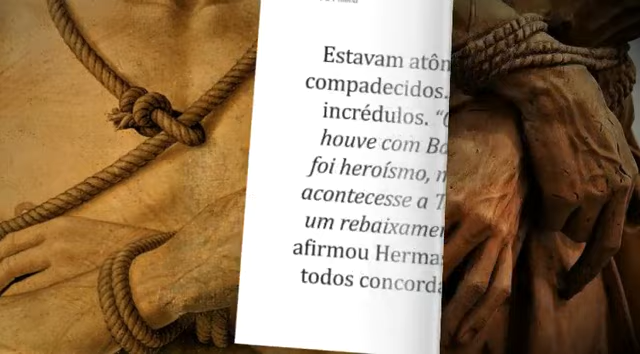 Estavam atôn
compadecidos.
incrédulos. “
houve com Ba
foi heroísmo, n
acontecesse a T
um rebaixamen
afirmou Hermas
todos concorda